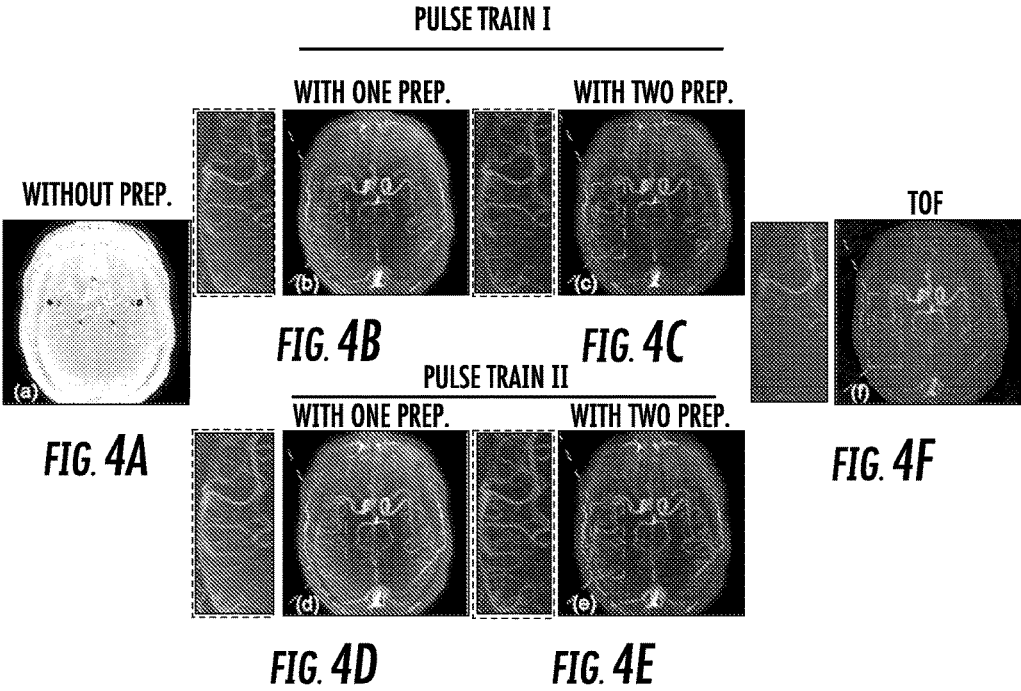 PULSE TRAIN I
WITH ONE PREP.
WITH TWO PREP.
WITHOUT PREP.
TOF
(b)
(c)
(a)
(f)
FIG. 4B
FIG. 4C
PULSE TRAIN II
WITH ONE PREP.
WITH TWO PREP.
FIG. 4A
FIG. 4F
(d)
(e)
FIG. 4D
FIG. 4E